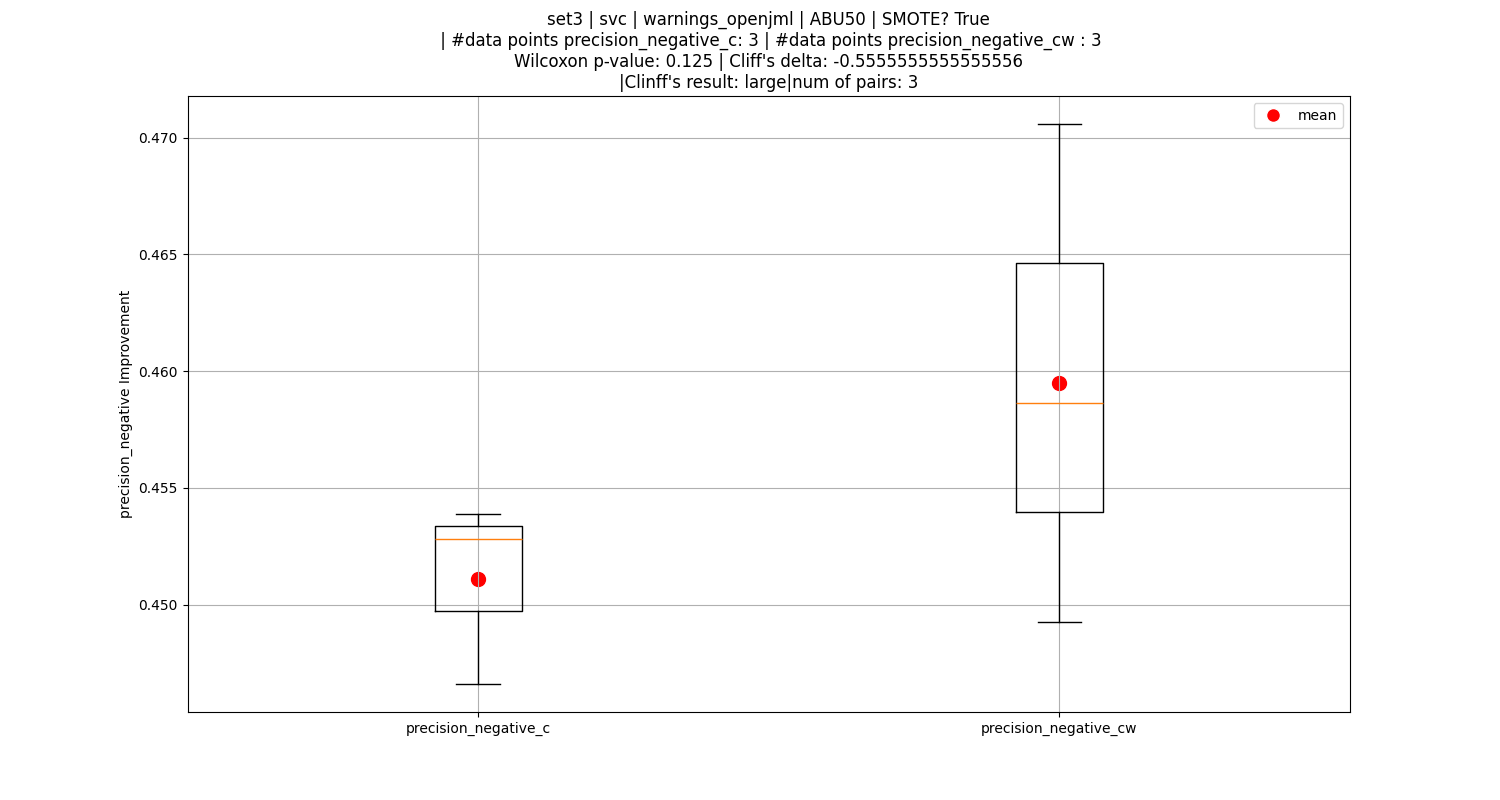 set3 | svc | warnings_openjml | ABU50 | SMOTE? True
| #data points precision_negative_c: 3 | #data points precision_negative_cw : 3
Wilcoxon p-value: 0.125 | Cliff's delta: -0.5555555555555556
|Clinff's result: large|num of pairs: 3
mean
0.470
0.465
0.460
0.455
0.450
precision_negative Improvement
precision_negative_c
precision_negative_cw